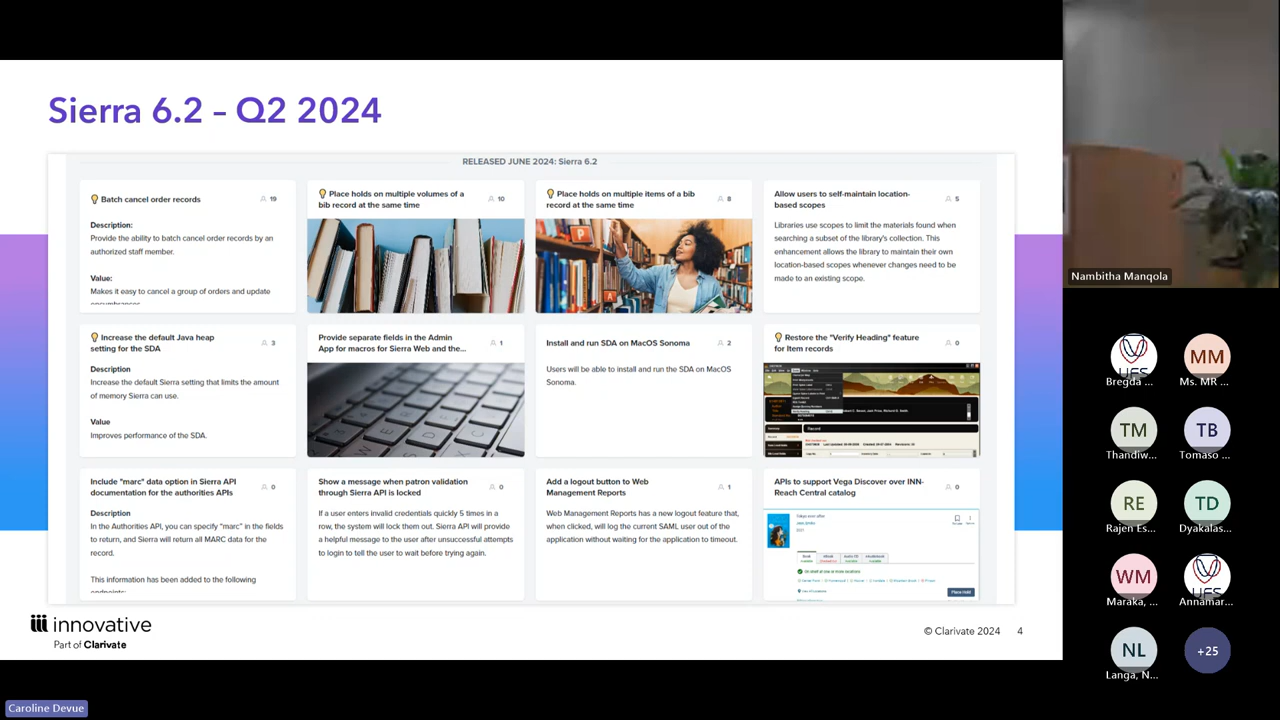 Sierra 6.2 – Q2 2024
RELEASED JUNE 2024: Sierra 6.2
Batch cancel order records
19
Description:
Provide the ability to batch cancel order records by an
authorized staff member.
Value:
Makes it easy to cancel a group of orders and update
encumbrances
Place holds on multiple volumes of a
bib record at the same time
10
Place holds on multiple items of a bib
record at the same time
8
Allow users to self-maintain location-
based scopes
5
Libraries use scopes to limit the materials found when
searching a subset of the library's collection. This
enhancement allows the library to maintain their own
location-based scopes whenever changes need to be
made to an existing scope.
Increase the default Java heap
setting for the SDA
3
Description
Increase the default Sierra setting that limits the amount
of memory Sierra can use.
Value
Improves performance of the SDA.
Provide separate fields in the Admin
App for macros for Sierra Web and the...
1
Install and run SDA on MacOS Sonoma
2
Users will be able to install and run the SDA on MacOS
Sonoma.
Restore the "Verify Heading" feature
for Item records
0
Include "marc" data option in Sierra API
documentation for the authorities APIs
0
Description
In the Authorities API, you can specify "marc" in the fields
to return, and Sierra will return all MARC data for the
record.
This information has been added to the following
endpoints:
Show a message when patron validation
through Sierra API is locked
0
If a user enters invalid credentials quickly 5 times in a
row, the system will lock them out. Sierra API will provide
a helpful message to the user after unsuccessful attempts
to login to tell the user to wait before trying again.
Add a logout button to Web
Management Reports
1
Web Management Reports has a new logout feature that,
when clicked, will log the current SAML user out of the
application without waiting for the application to timeout.
APIs to support Vega Discover over INN-
Reach Central catalog
0
Place Hold
innovative
Part of Clarivate
© Clarivate 2024
4
Nambitha Manqola
UFS
Bregda ...
MM
Ms. MR ...
TM
Thandiw...
TB
Tomaso ...
RE
Rajen Es...
TD
Dyakalas...
WM
Maraka, ...
UFS
Annamar...
NL
Langa, N...
+25
Caroline Devue